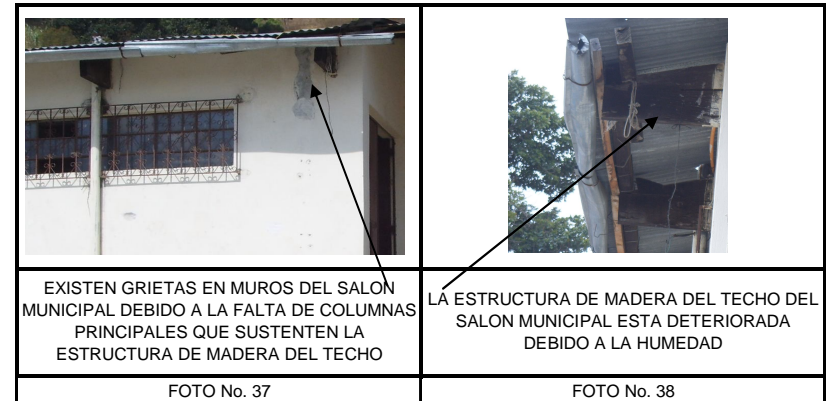 EXISTEN GRIETAS EN MUROS DEL SALON
MUNICIPAL DEBIDO A LA FALTA DE COLUMNAS
PRINCIPALES QUE SUSTENTEN LA
ESTRUCTURA DE MADERA DEL TECHO
LA ESTRUCTURA DE MADERA DEL TECHO DEL
SALON MUNICIPAL ESTA DETERIORADA
DEBIDO A LA HUMEDAD
FOTO No. 37
FOTO No. 38